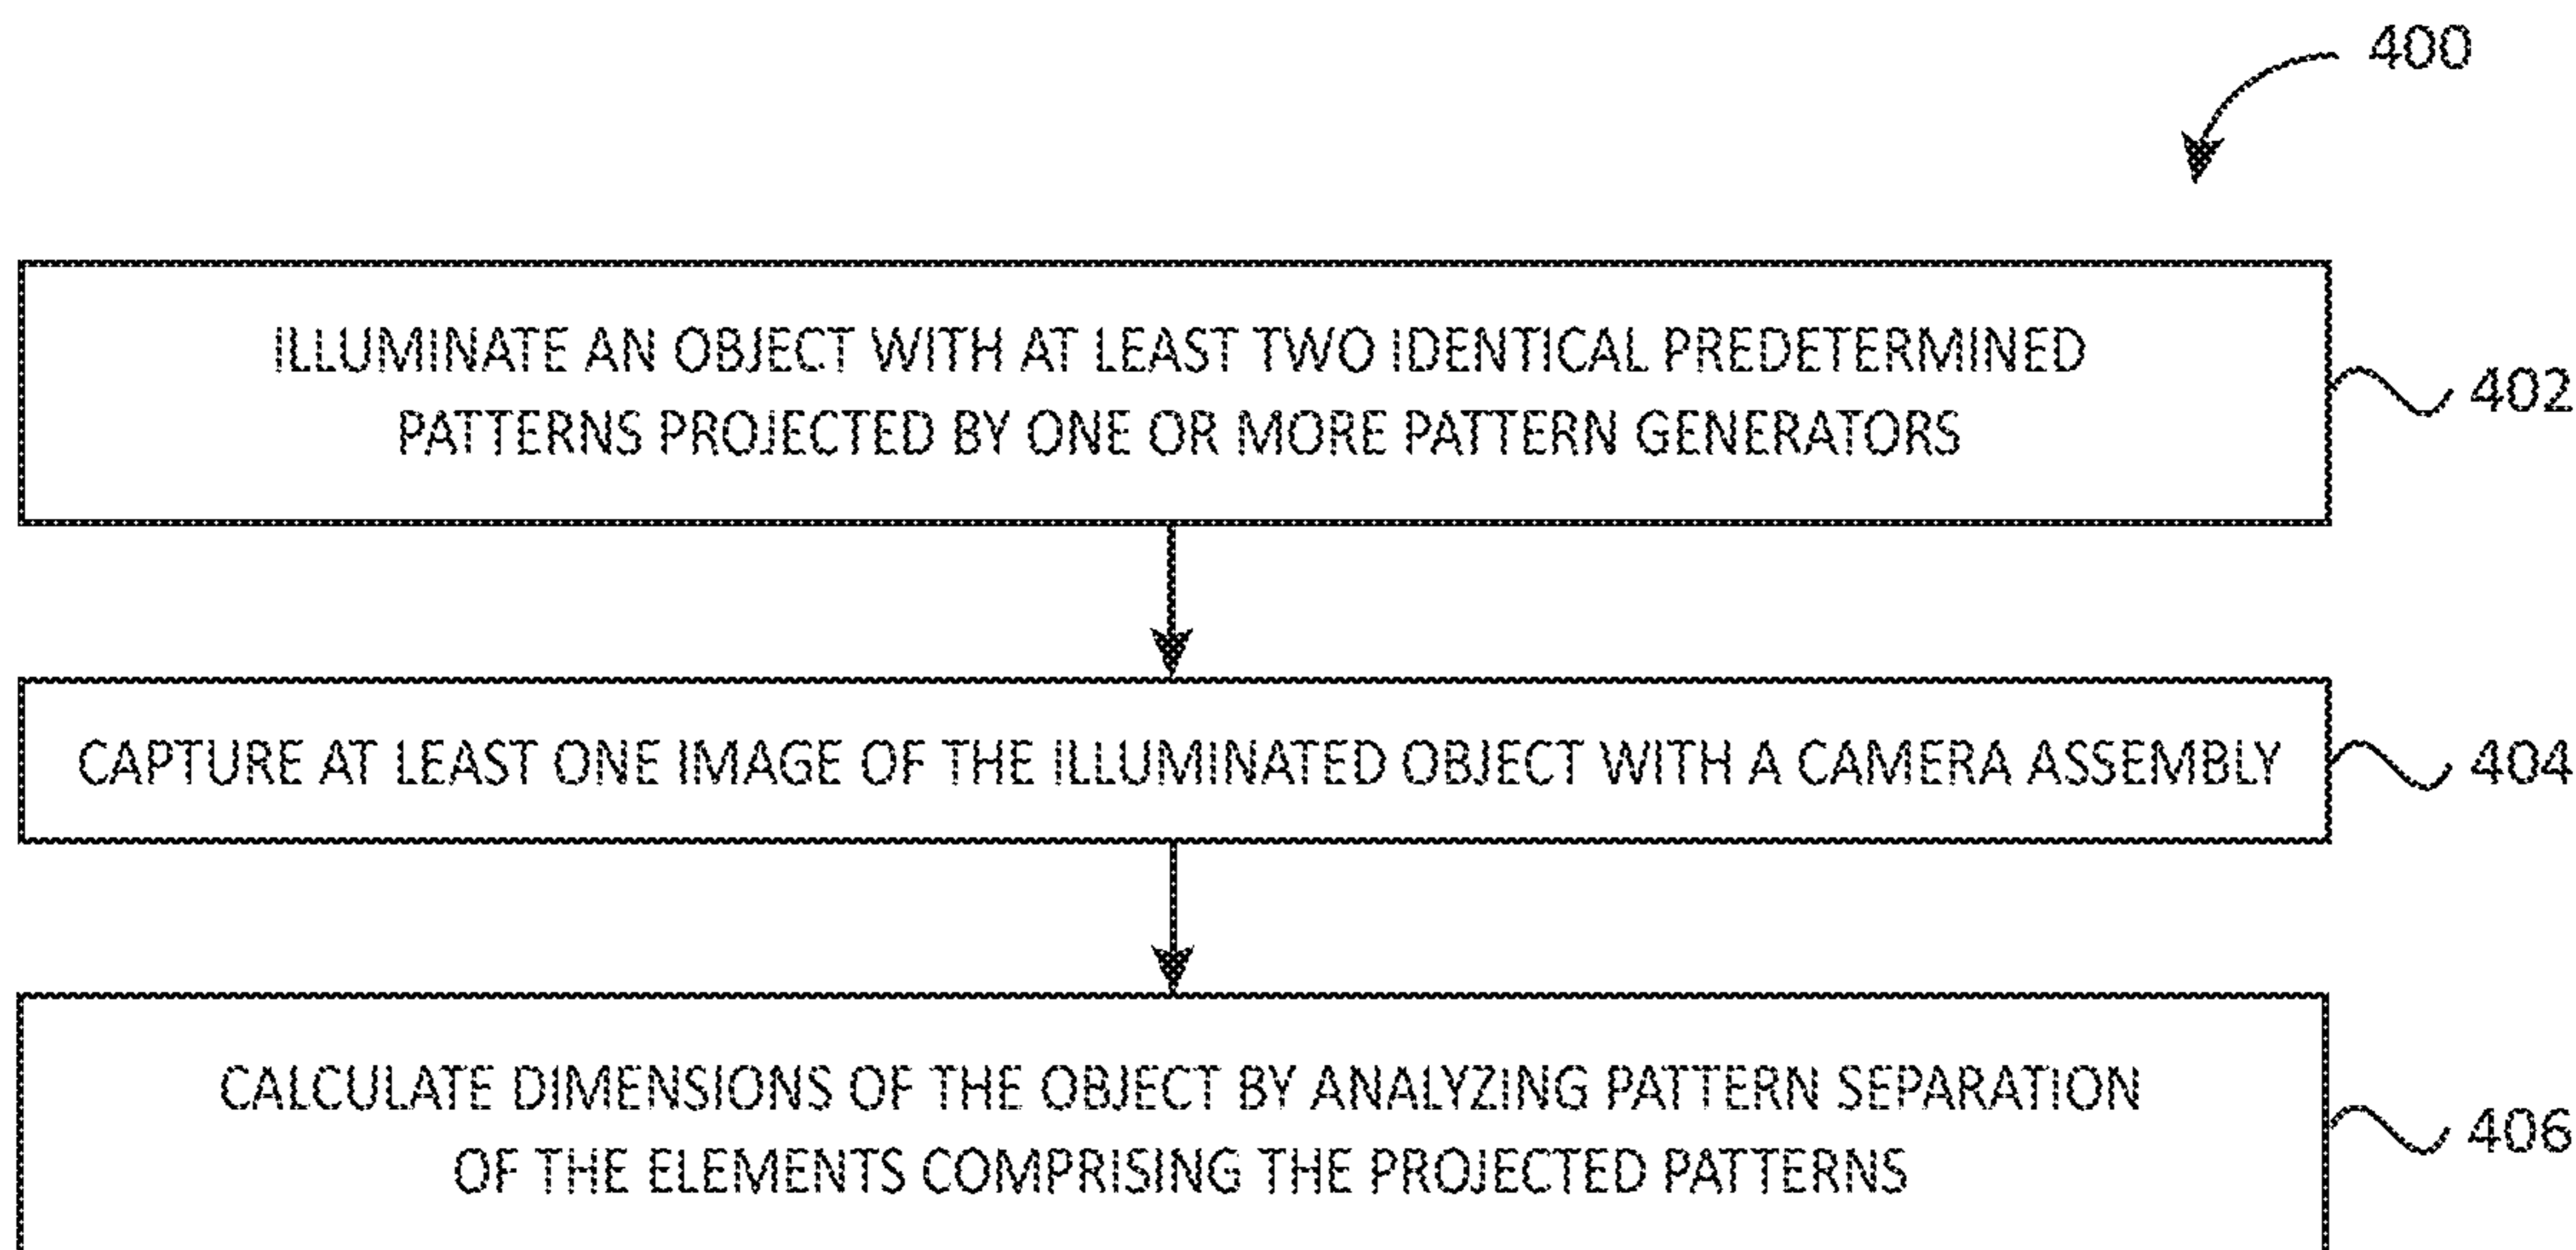 400
ILLUMINATE AN OBJECT WITH AT LEAST TWO IDENTICAL PREDETERMINED
PATTERNS PROJECTED BY ONE OR MORE PATTERN GENERATORS
402
CAPTURE AT LEAST ONE IMAGE OF THE ILLUMINATED OBJECT WITH A CAMERA ASSEMBLY
404
CALCULATE DIMENSIONS OF THE OBJECT BY ANALYZING PATTERN SEPARATION
OF THE ELEMENTS COMPRISING THE PROJECTED PATTERNS
406